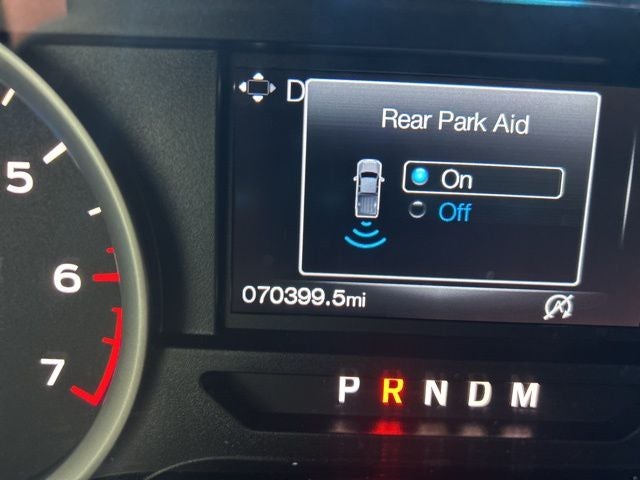 D
Rear Park Aid
On
Off
070399.5mi
5
6
7
P R N D M